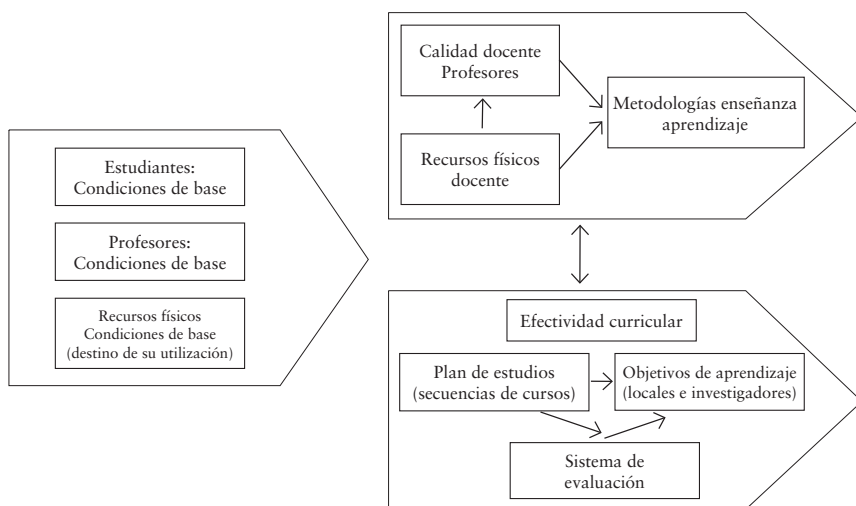 Estudiantes:
Condiciones de base
Profesores:
Condiciones de base
Recursos físicos
Condiciones de base
(destino de su utilización)
Calidad docente
Profesores
Recursos físicos
docente
Metodologías enseñanza
aprendizaje
Efectividad curricular
Plan de estudios
(secuencias de cursos)
Objetivos de aprendizaje
(locales e investigadores)
Sistema de
evaluación